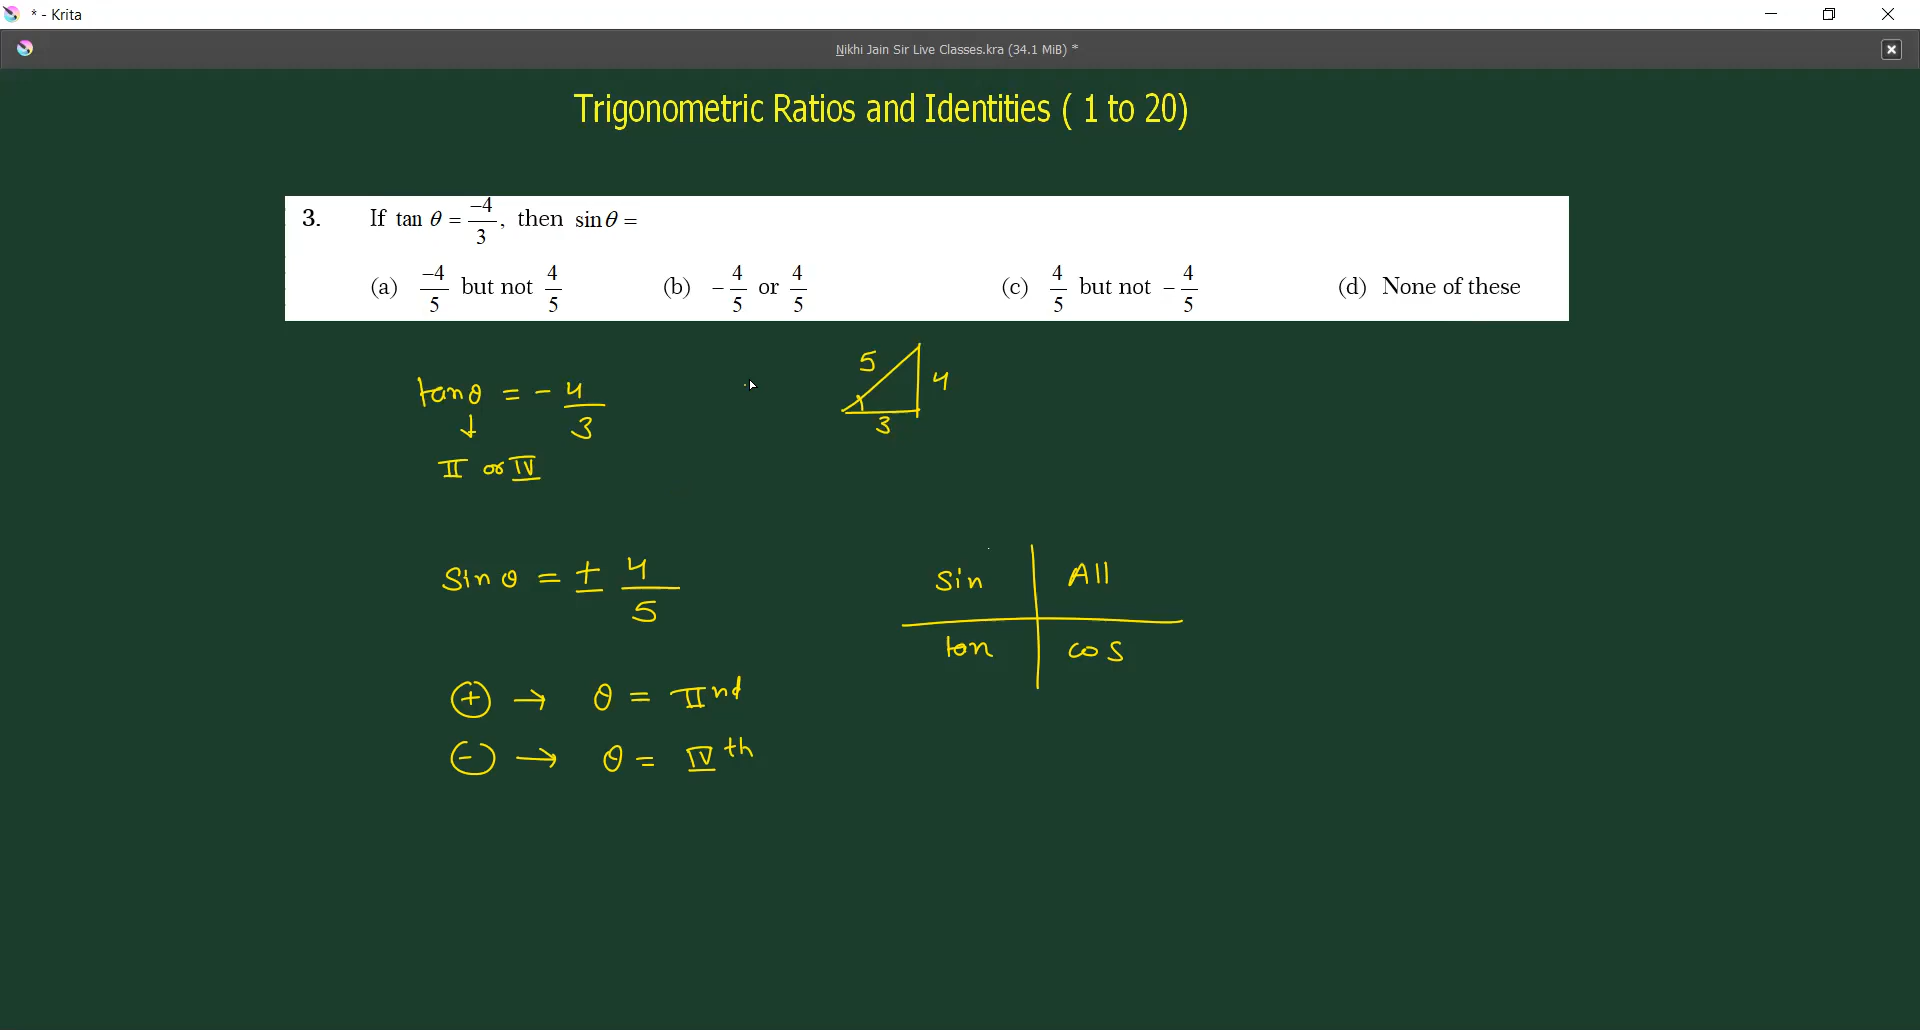 * - Krita
Nikhi Jain Sir Live Classes.kra (34.1 MiB) *
Trigonometric Ratios and Identities ( 1 to 20)
3. If tan θ = −4/3, then sin θ =
(a) −4/5 but not 4/5 (b) −4/5 or 4/5 (c) 4/5 but not −4/5 (d) None of these
5
4
3
tan θ = − 4/3
↓
II or IV
sin θ = ± 4/5
sin | All
tan | cos
⊕ → θ = IInd
⊖ → θ = IVth